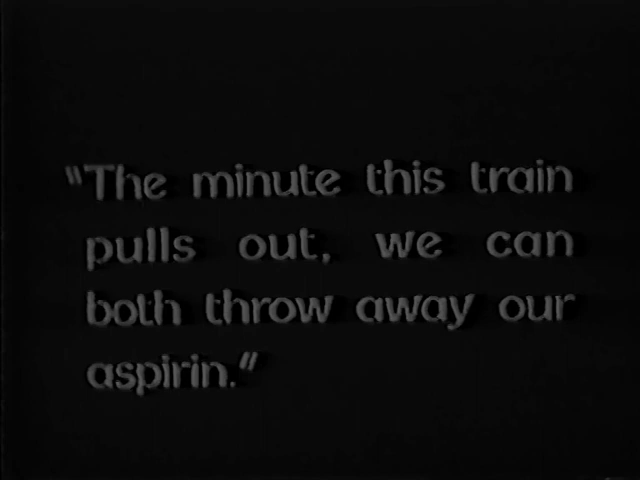 "The minute this train
pulls out, we can
both throw away our
aspirin."